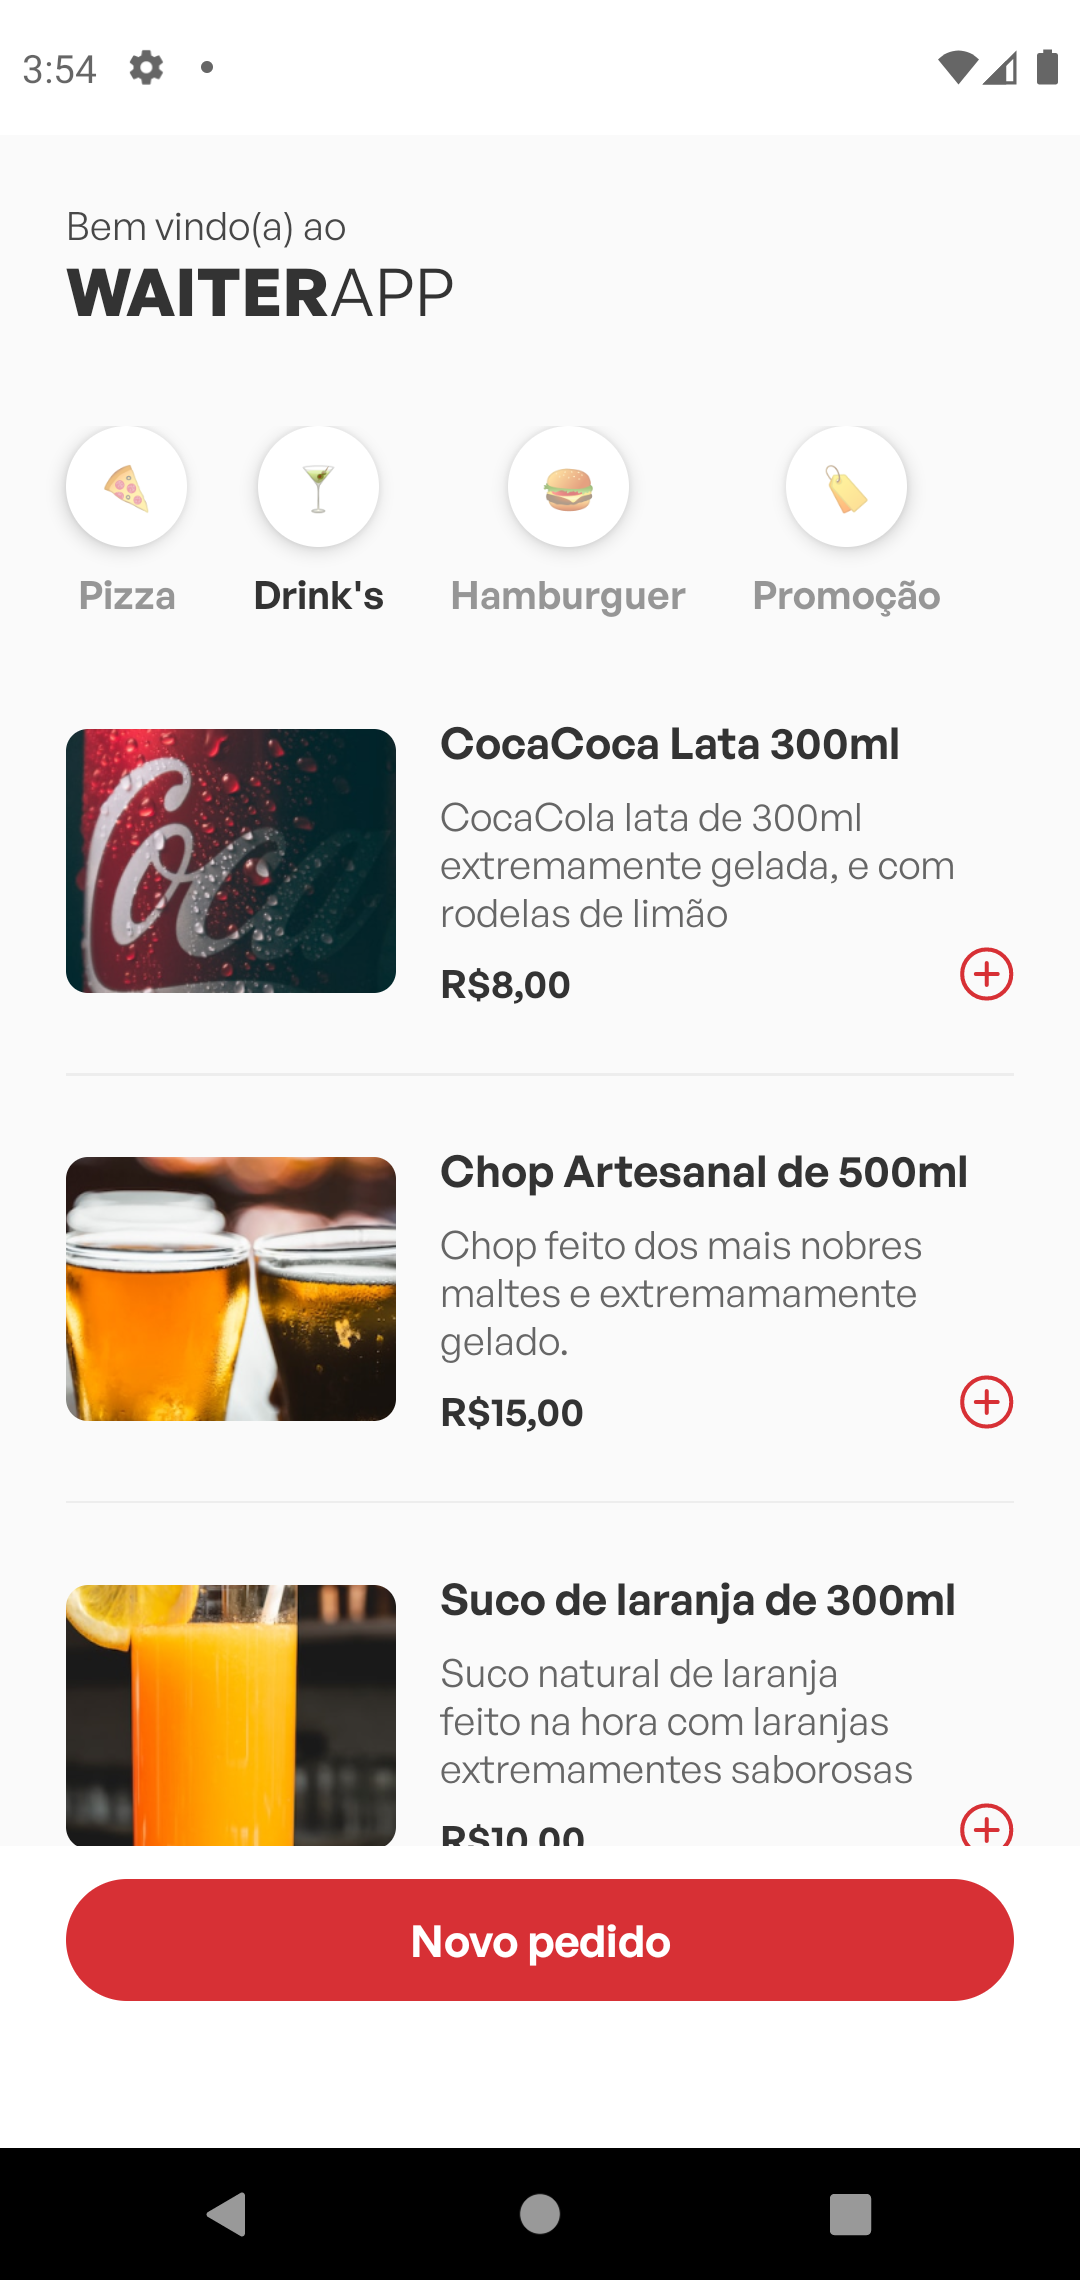 3:54
Bem vindo(a) ao
WAITERAPP
Pizza
Drink's
Hamburguer
Promoção
CocaCoca Lata 300ml
CocaCola lata de 300ml
extremamente gelada, e com
rodelas de limão
R$8,00
Coca
Chop Artesanal de 500ml
Chop feito dos mais nobres
maltes e extremamamente
gelado.
R$15,00
Suco de laranja de 300ml
Suco natural de laranja
feito na hora com laranjas
extremamentes saborosas
R$10,00
Novo pedido